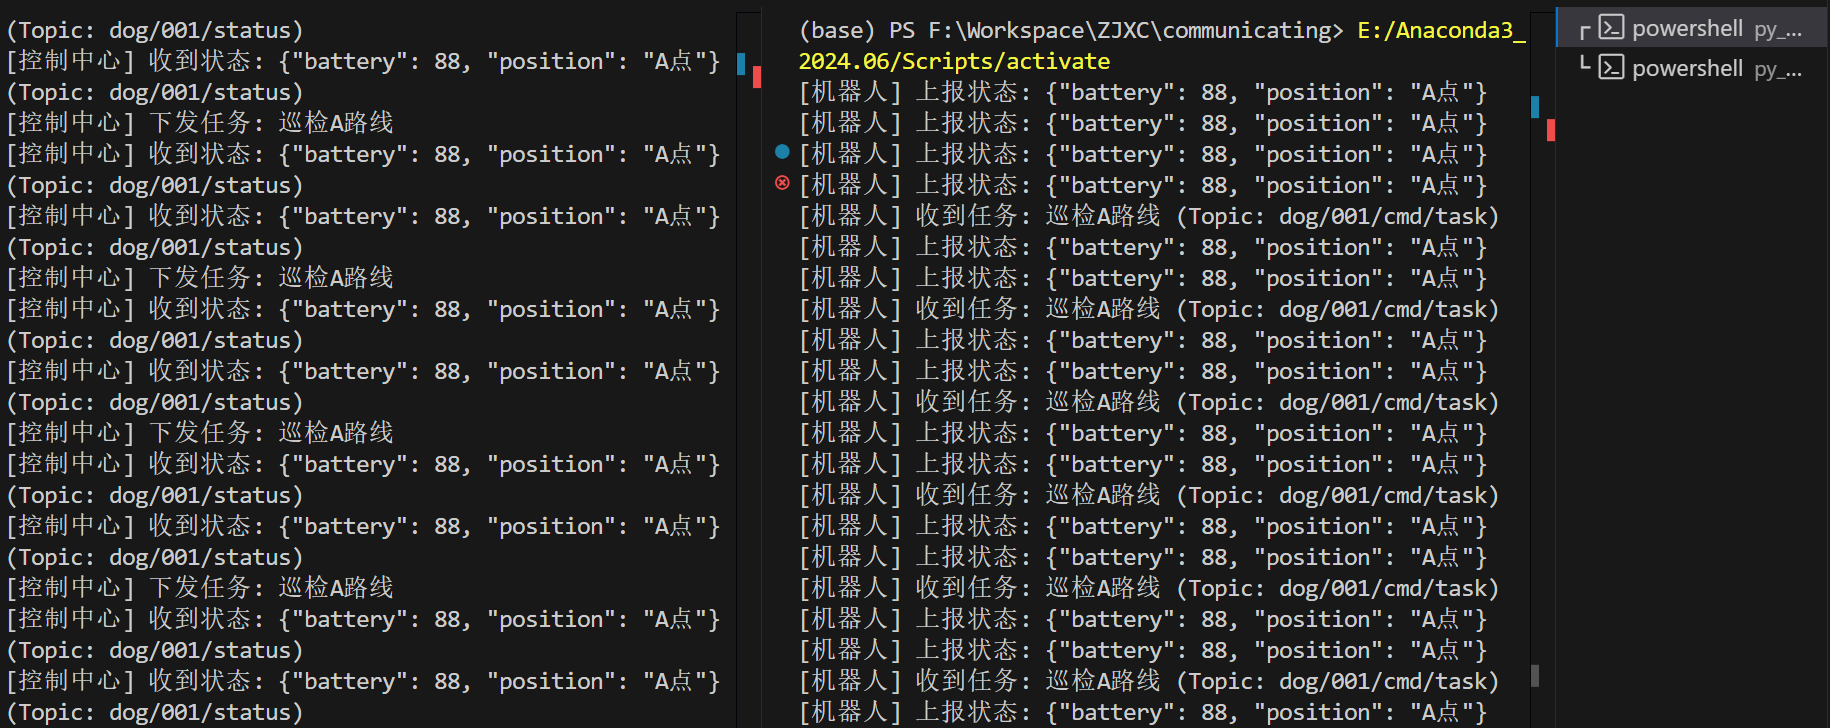 (Topic: dog/001/status)
[控制中心] 收到状态: {"battery": 88, "position": "A点"}
(Topic: dog/001/status)
[控制中心] 下发任务: 巡检A路线
[控制中心] 收到状态: {"battery": 88, "position": "A点"}
(Topic: dog/001/status)
[控制中心] 收到状态: {"battery": 88, "position": "A点"}
(Topic: dog/001/status)
[控制中心] 下发任务: 巡检A路线
[控制中心] 收到状态: {"battery": 88, "position": "A点"}
(Topic: dog/001/status)
[控制中心] 收到状态: {"battery": 88, "position": "A点"}
(Topic: dog/001/status)
[控制中心] 下发任务: 巡检A路线
[控制中心] 收到状态: {"battery": 88, "position": "A点"}
(Topic: dog/001/status)
[控制中心] 收到状态: {"battery": 88, "position": "A点"}
(Topic: dog/001/status)
[控制中心] 下发任务: 巡检A路线
[控制中心] 收到状态: {"battery": 88, "position": "A点"}
(Topic: dog/001/status)
[控制中心] 收到状态: {"battery": 88, "position": "A点"}
(Topic: dog/001/status)
(base) PS F:\Workspace\ZJXC\communicating> E:/Anaconda3_
2024.06/Scripts/activate
[机器人] 上报状态: {"battery": 88, "position": "A点"}
[机器人] 上报状态: {"battery": 88, "position": "A点"}
[机器人] 上报状态: {"battery": 88, "position": "A点"}
[机器人] 上报状态: {"battery": 88, "position": "A点"}
[机器人] 收到任务: 巡检A路线 (Topic: dog/001/cmd/task)
[机器人] 上报状态: {"battery": 88, "position": "A点"}
[机器人] 上报状态: {"battery": 88, "position": "A点"}
[机器人] 收到任务: 巡检A路线 (Topic: dog/001/cmd/task)
[机器人] 上报状态: {"battery": 88, "position": "A点"}
[机器人] 上报状态: {"battery": 88, "position": "A点"}
[机器人] 收到任务: 巡检A路线 (Topic: dog/001/cmd/task)
[机器人] 上报状态: {"battery": 88, "position": "A点"}
[机器人] 上报状态: {"battery": 88, "position": "A点"}
[机器人] 收到任务: 巡检A路线 (Topic: dog/001/cmd/task)
[机器人] 上报状态: {"battery": 88, "position": "A点"}
[机器人] 上报状态: {"battery": 88, "position": "A点"}
[机器人] 收到任务: 巡检A路线 (Topic: dog/001/cmd/task)
[机器人] 上报状态: {"battery": 88, "position": "A点"}
[机器人] 上报状态: {"battery": 88, "position": "A点"}
[机器人] 收到任务: 巡检A路线 (Topic: dog/001/cmd/task)
[机器人] 上报状态: {"battery": 88, "position": "A点"}
powershell py_...
powershell py_...